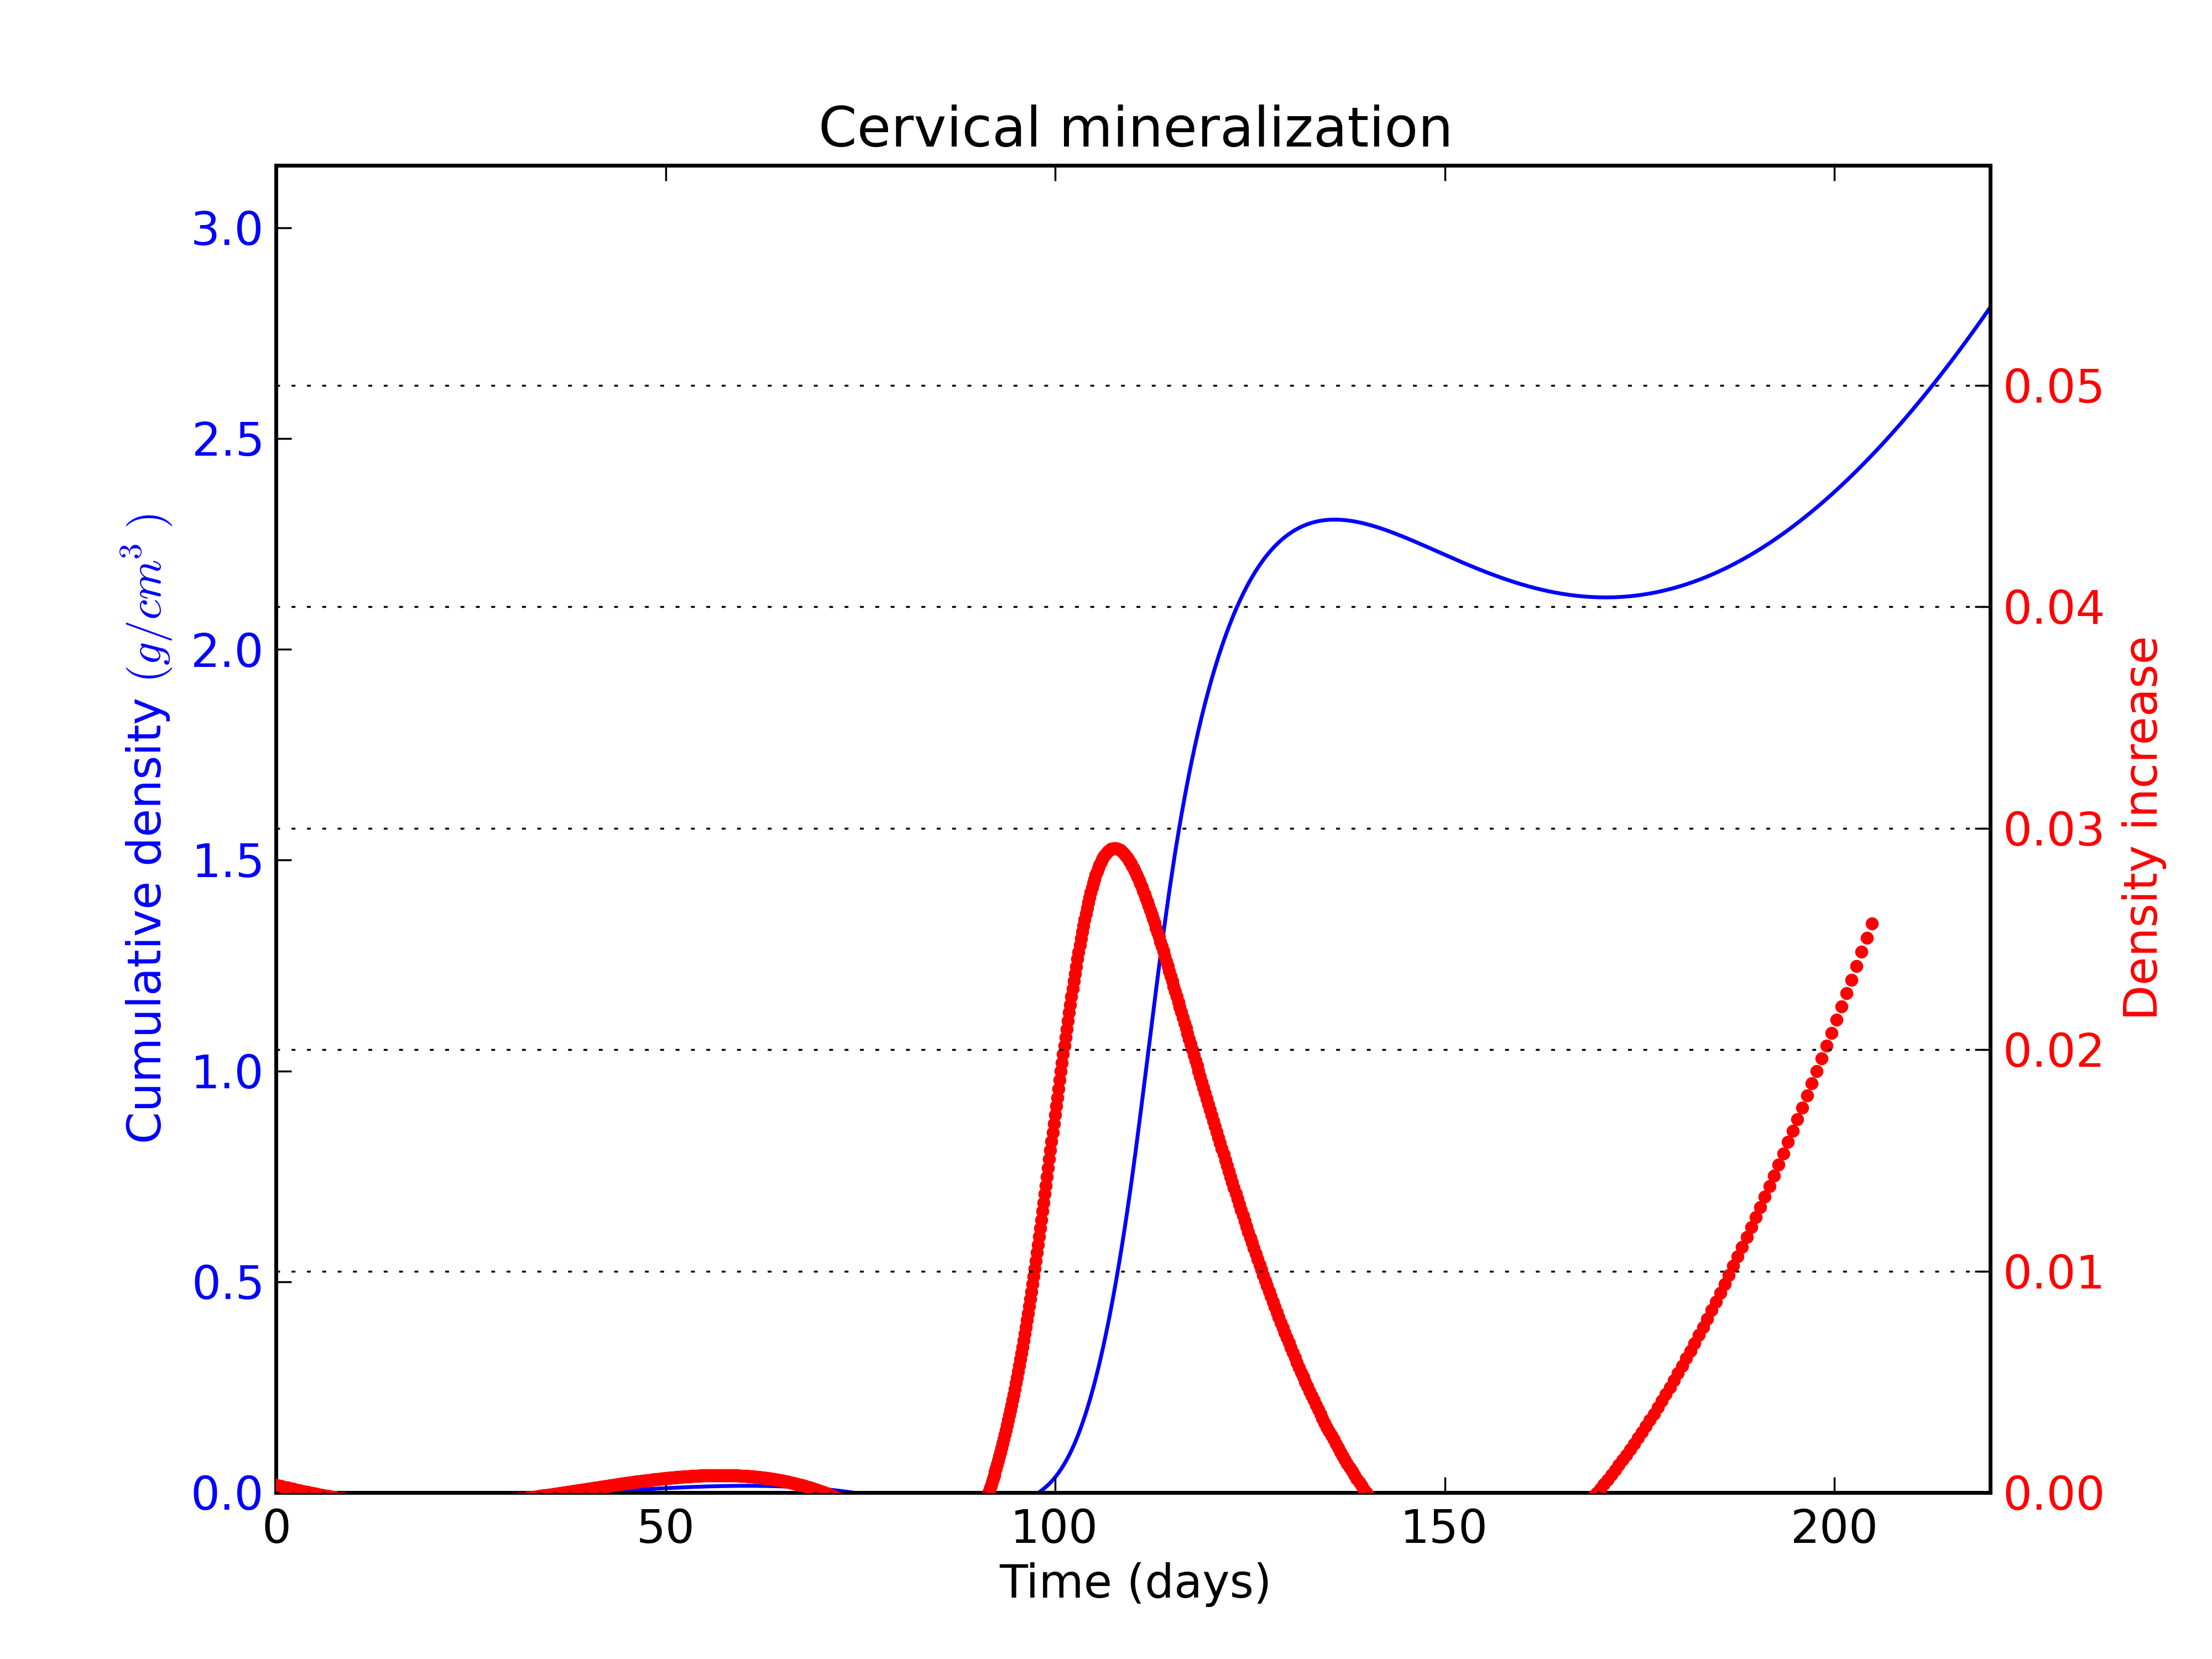 Cervical mineralization
3.0
2.5
2.0
1.5
1.0
0.5
0.0
Cumulative density (g/cm³)
0.05
0.04
0.03
0.02
0.01
0.00
Density increase
0 50 100 150 200
Time (days)